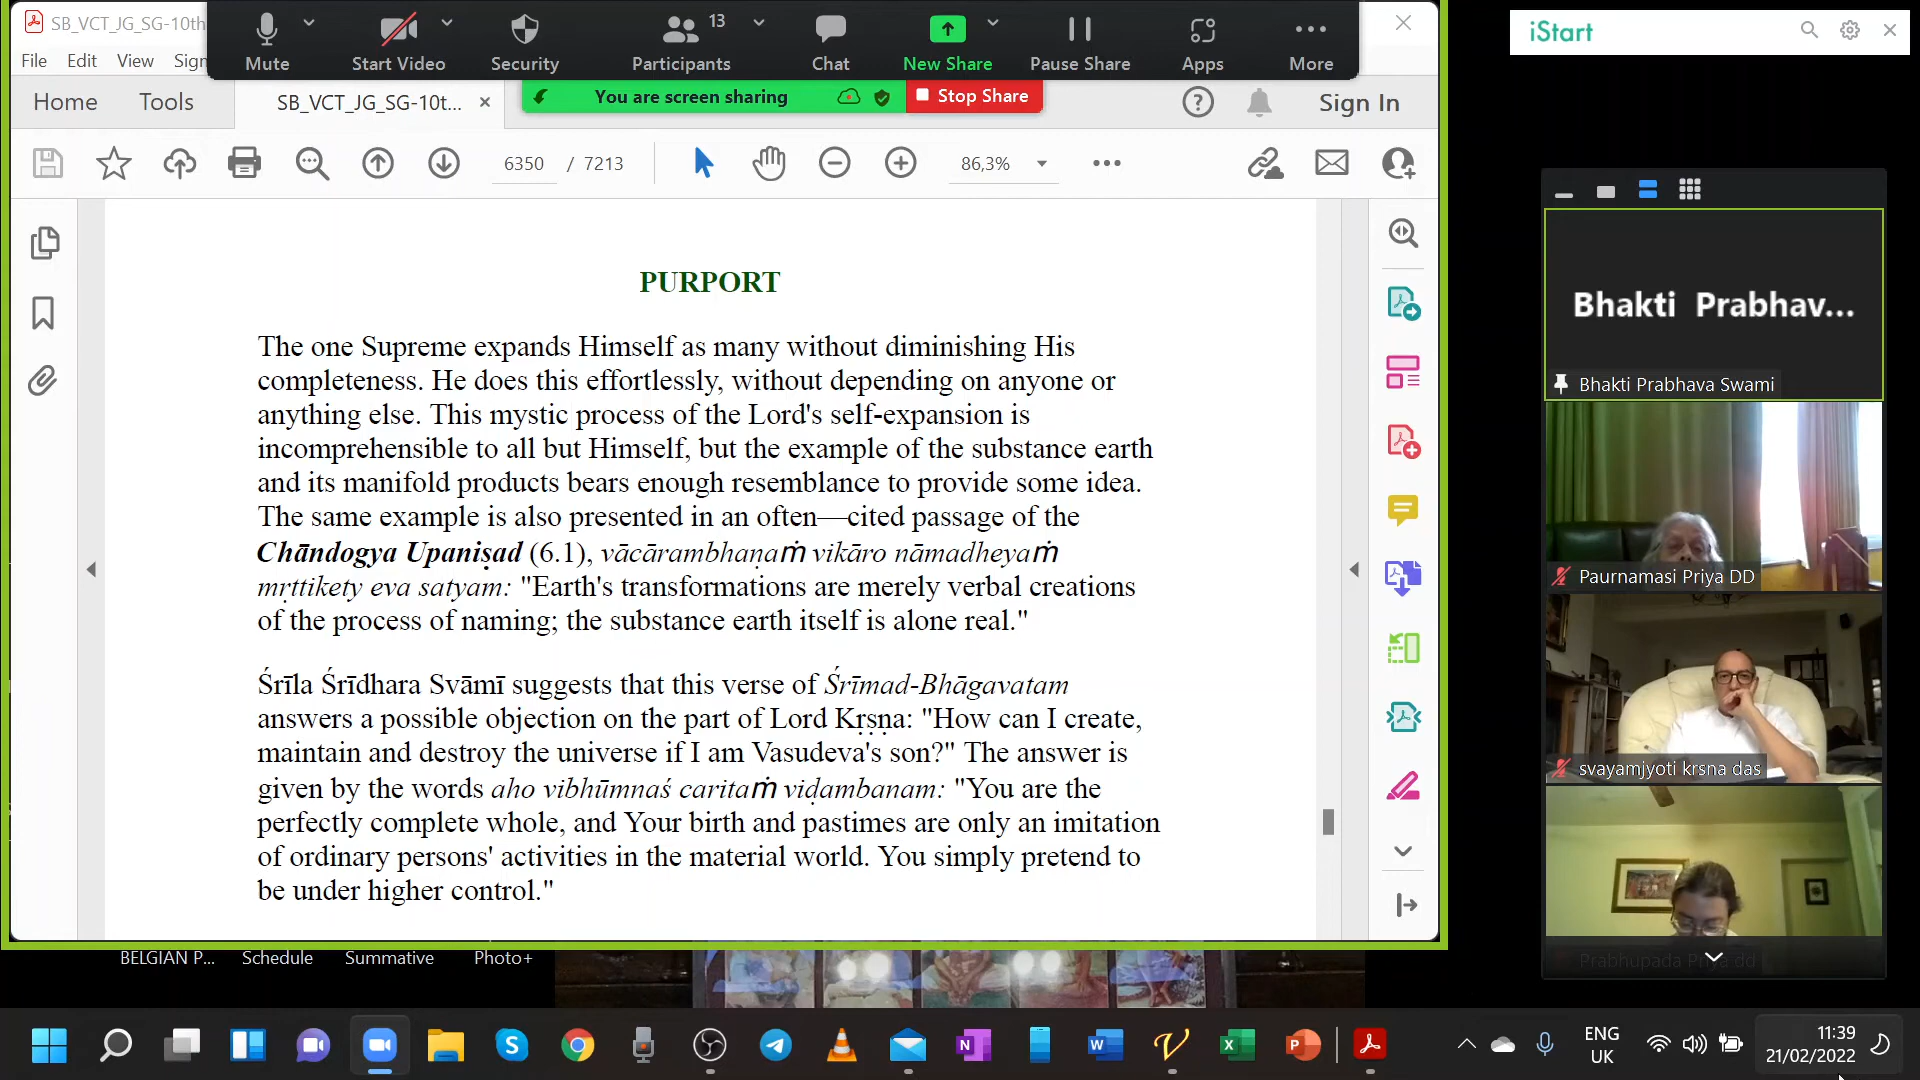 SB_VCT_JG_SG-10th
File Edit View Sign
Mute
Start Video
Security
13
Participants
Chat
New Share
Pause Share
Apps
More
You are screen sharing
Stop Share
Home Tools
SB_VCT_JG_SG-10t...
Sign In
6350 / 7213
86,3%
PURPORT
The one Supreme expands Himself as many without diminishing His
completeness. He does this effortlessly, without depending on anyone or
anything else. This mystic process of the Lord's self-expansion is
incomprehensible to all but Himself, but the example of the substance earth
and its manifold products bears enough resemblance to provide some idea.
The same example is also presented in an often—cited passage of the
Chāndogya Upaniṣad (6.1), vācārambhaṇaṁ vikāro nāmadheyaṁ
mṛttikety eva satyam: "Earth's transformations are merely verbal creations
of the process of naming; the substance earth itself is alone real."
Śrīla Śrīdhara Svāmī suggests that this verse of Śrīmad-Bhāgavatam
answers a possible objection on the part of Lord Kṛṣṇa: "How can I create,
maintain and destroy the universe if I am Vasudeva's son?" The answer is
given by the words aho vibhūmnaś caritaṁ viḍambanam: "You are the
perfectly complete whole, and Your birth and pastimes are only an imitation
of ordinary persons' activities in the material world. You simply pretend to
be under higher control."
iStart
Bhakti Prabhav...
Bhakti Prabhava Swami
Paurnamasi Priya DD
svayamjyoti krsna das
Prabhupada Priya dd
BELGIAN P... Schedule Summative Photo+
ENG
UK
11:39
21/02/2022